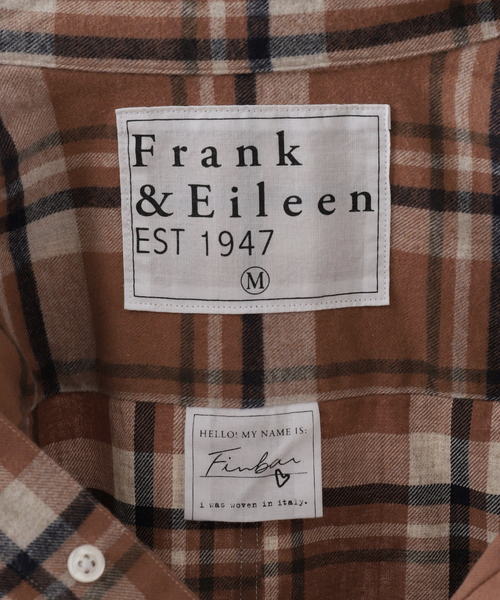 Frank
& Eileen
EST 1947
M
HELLO! MY NAME IS:
Finbar
i was woven in italy.